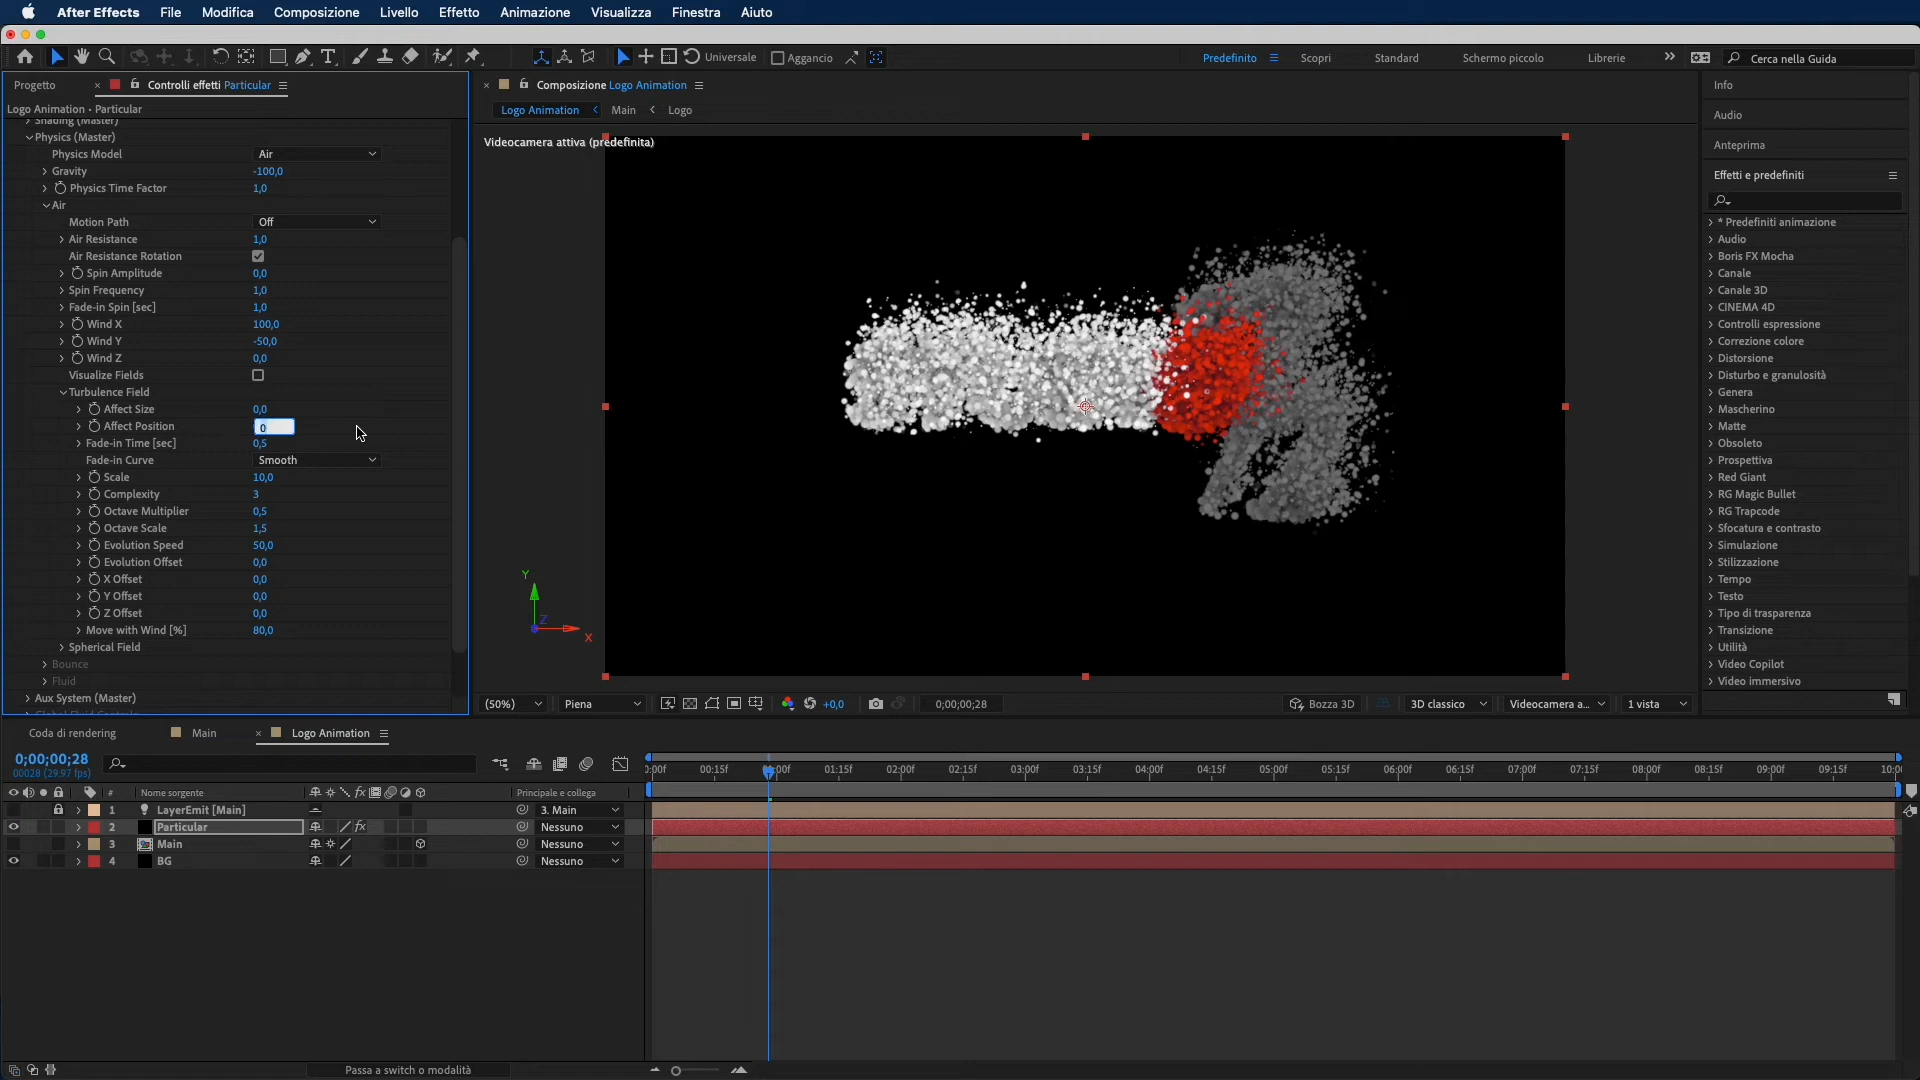 After Effects File Modifica Composizione Livello Effetto Animazione Visualizza Finestra Aiuto
Universale Aggancio Predefinito Scopri Standard Schermo piccolo Librerie Cerca nella Guida
Progetto × Controlli effetti Particular
Logo Animation • Particular
Shading (Master)
Physics (Master)
Physics Model Air
Gravity -100,0
Physics Time Factor 1,0
Air
Motion Path Off
Air Resistance 1,0
Air Resistance Rotation
Spin Amplitude 0,0
Spin Frequency 1,0
Fade-in Spin [sec] 1,0
Wind X 100,0
Wind Y -50,0
Wind Z 0,0
Visualize Fields
Turbulence Field
Affect Size 0,0
Affect Position 0
Fade-in Time [sec] 0,5
Fade-in Curve Smooth
Scale 10,0
Complexity 3
Octave Multiplier 0,5
Octave Scale 1,5
Evolution Speed 50,0
Evolution Offset 0,0
X Offset 0,0
Y Offset 0,0
Z Offset 0,0
Move with Wind [%] 80,0
Spherical Field
Bounce
Fluid
Aux System (Master)
× Composizione Logo Animation
Logo Animation Main Logo
Videocamera attiva (predefinita)
Y
Z
X
(50%) Piena +0,0 0;00;00;28 Bozza 3D 3D classico Videocamera a... 1 vista
Info
Audio
Anteprima
Effetti e predefiniti
* Predefiniti animazione
Audio
Boris FX Mocha
Canale
Canale 3D
CINEMA 4D
Controlli espressione
Correzione colore
Distorsione
Disturbo e granulosità
Genera
Mascherino
Matte
Obsoleto
Prospettiva
Red Giant
RG Magic Bullet
RG Trapcode
Sfocatura e contrasto
Simulazione
Stilizzazione
Tempo
Testo
Tipo di trasparenza
Transizione
Utilità
Video Copilot
Video immersivo
Coda di rendering Main × Logo Animation
0;00;00;28
00028 (29.97 fps)
:00f 00:15f :00f 01:15f 02:00f 02:15f 03:00f 03:15f 04:00f 04:15f 05:00f 05:15f 06:00f 06:15f 07:00f 07:15f 08:00f 08:15f 09:00f 09:15f 10:0
# Nome sorgente fx Principale e collega
1 LayerEmit [Main] 3. Main
2 Particular fx Nessuno
3 Main Nessuno
4 BG Nessuno
Passa a switch o modalità